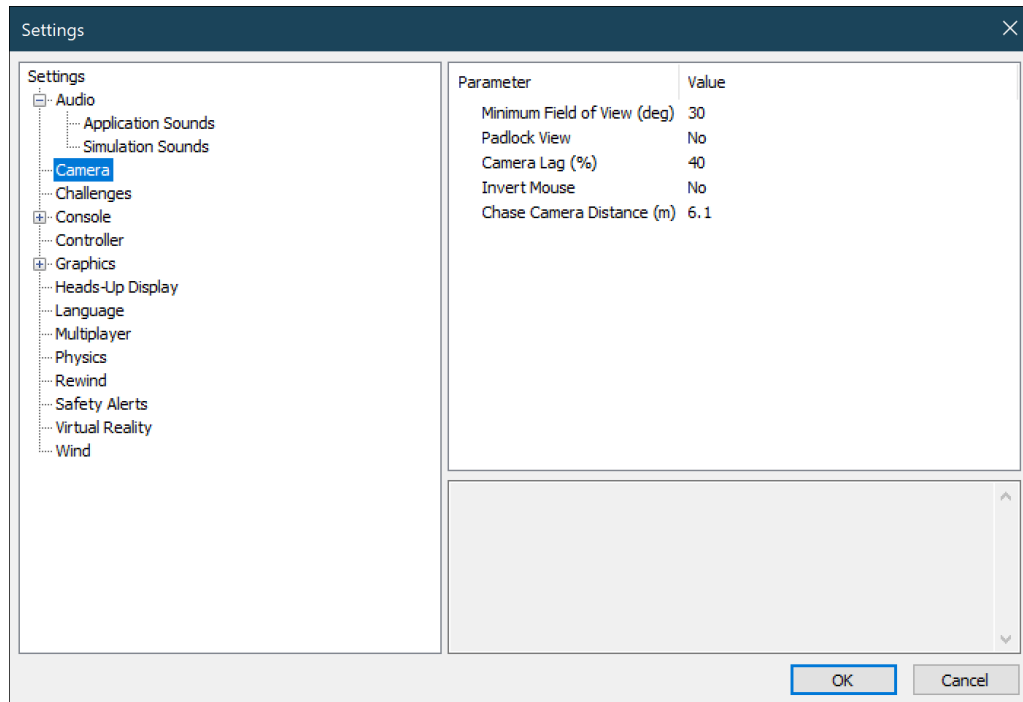 Settings
Settings
Audio
Application Sounds
Simulation Sounds
Camera
Challenges
Console
Controller
Graphics
Heads-Up Display
Language
Multiplayer
Physics
Rewind
Safety Alerts
Virtual Reality
Wind
Parameter Value
Minimum Field of View (deg) 30
Padlock View No
Camera Lag (%) 40
Invert Mouse No
Chase Camera Distance (m) 6.1
OK Cancel